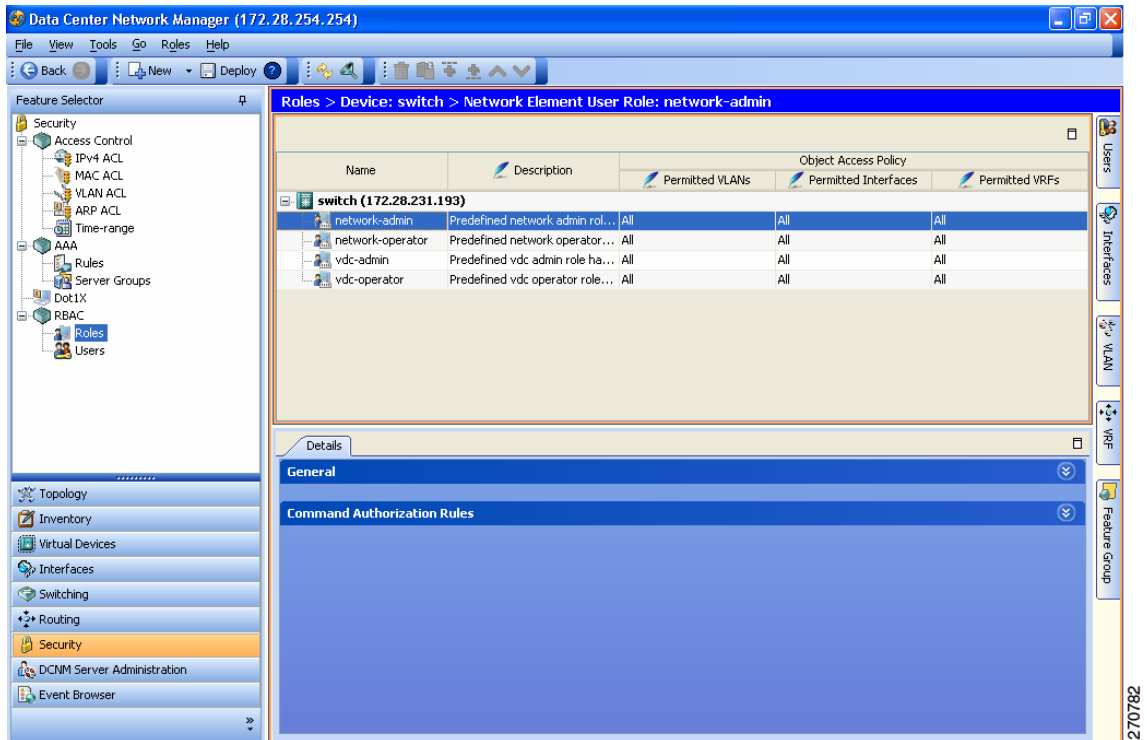 Data Center Network Manager (172.28.254.254)
File View Tools Go Roles Help
Back New Deploy
Feature Selector
Security
Access Control
IPv4 ACL
MAC ACL
VLAN ACL
ARP ACL
Time-range
AAA
Rules
Server Groups
Dot1X
RBAC
Roles
Users
Topology
Inventory
Virtual Devices
Interfaces
Switching
Routing
Security
DCNM Server Administration
Event Browser
Roles > Device: switch > Network Element User Role: network-admin
Name Description Object Access Policy
Permitted VLANs Permitted Interfaces Permitted VRFs
switch (172.28.231.193)
network-admin Predefined network admin rol... All All All
network-operator Predefined network operator... All All All
vdc-admin Predefined vdc admin role ha... All All All
vdc-operator Predefined vdc operator role... All All All
Details
General
Command Authorization Rules
Users
Interfaces
VLAN
VRF
Feature Group
270782